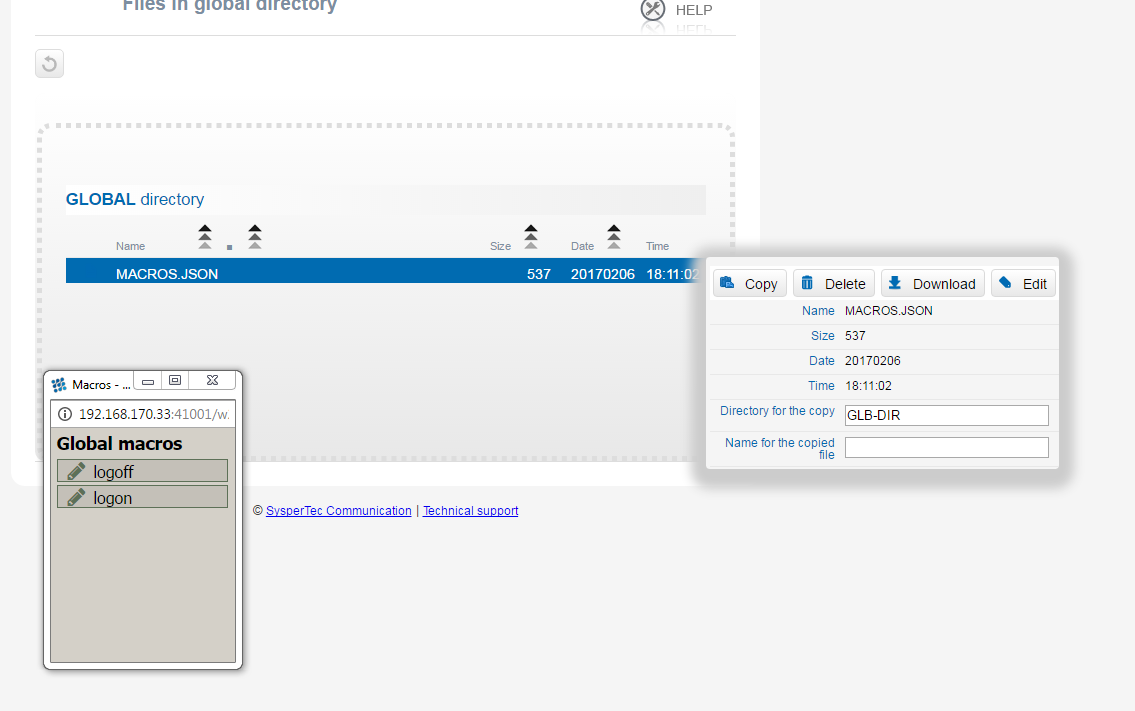 Files in global directory
HELP
GLOBAL directory
Name Size Date Time
MACROS.JSON 537 20170206 18:11:02
Copy Delete Download Edit
Name MACROS.JSON
Size 537
Date 20170206
Time 18:11:02
Directory for the copy GLB-DIR
Name for the copied
file
Macros - ...
192.168.170.33:41001/w.
Global macros
logoff
logon
© SysperTec Communication | Technical support